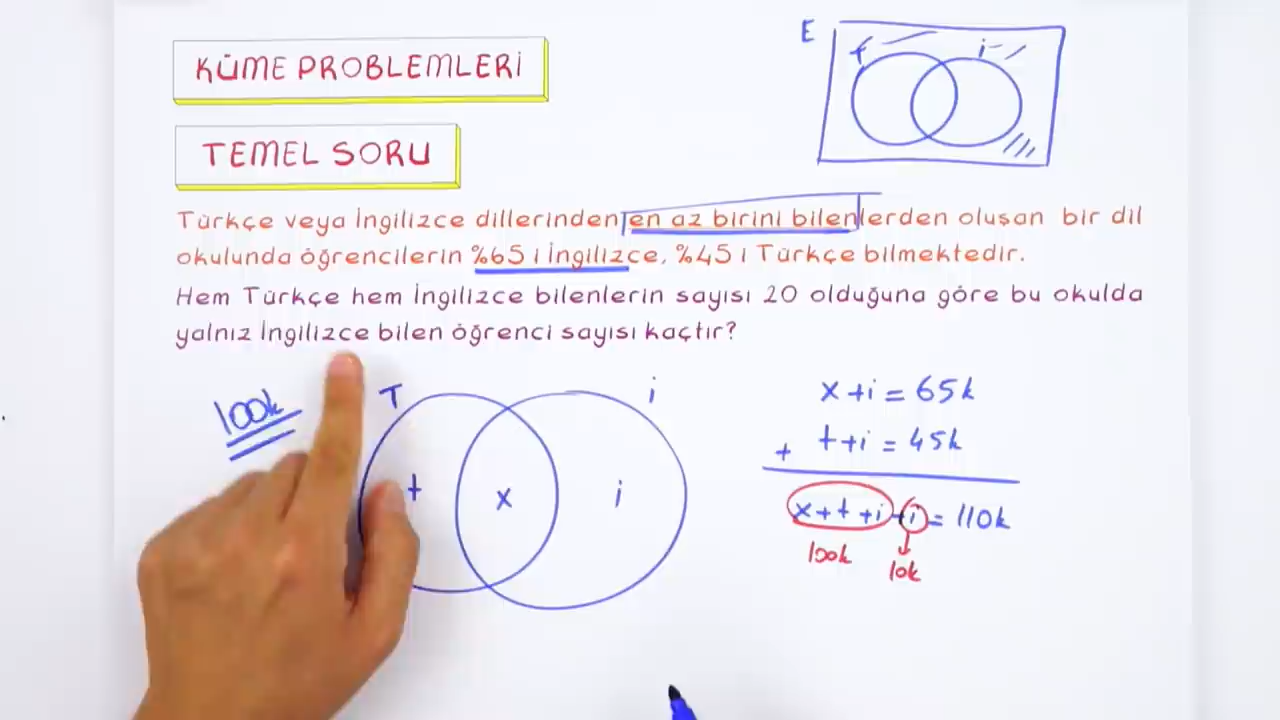 KÜME PROBLEMLERİ
TEMEL SORU
E
t i
Türkçe veya İngilizce dillerinden en az birini bilenlerden oluşan bir dil
okulunda öğrencilerin %65 i İngilizce, %45 i Türkçe bilmektedir.
Hem Türkçe hem İngilizce bilenlerin sayısı 20 olduğuna göre bu okulda
yalnız İngilizce bilen öğrenci sayısı kaçtır?
100k
T i
t x i
x+i = 65k
+ t+i = 45k
x+t+i+i = 110k
100k 10k